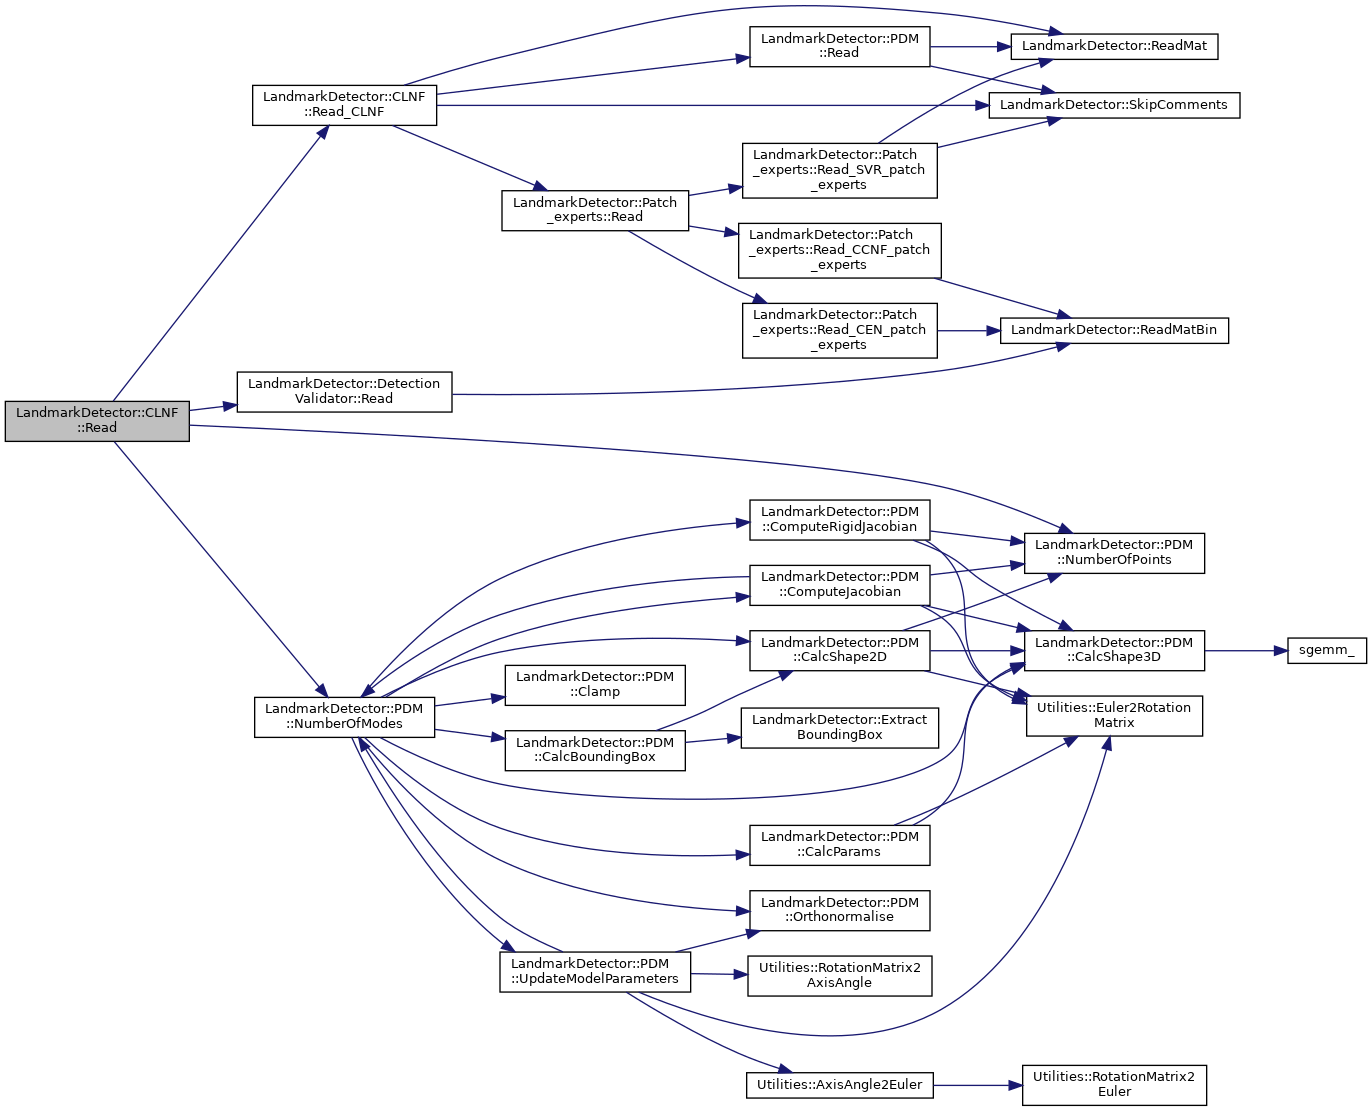 LandmarkDetector::CLNF
::Read
LandmarkDetector::CLNF
::Read_CLNF
LandmarkDetector::Detection
Validator::Read
LandmarkDetector::PDM
::NumberOfModes
LandmarkDetector::Patch
_experts::Read
LandmarkDetector::PDM
::Clamp
LandmarkDetector::PDM
::CalcBoundingBox
LandmarkDetector::PDM
::UpdateModelParameters
LandmarkDetector::PDM
::Read
LandmarkDetector::Patch
_experts::Read_SVR_patch
_experts
LandmarkDetector::Patch
_experts::Read_CCNF_patch
_experts
LandmarkDetector::Patch
_experts::Read_CEN_patch
_experts
LandmarkDetector::PDM
::ComputeRigidJacobian
LandmarkDetector::PDM
::ComputeJacobian
LandmarkDetector::PDM
::CalcShape2D
LandmarkDetector::Extract
BoundingBox
LandmarkDetector::PDM
::CalcParams
LandmarkDetector::PDM
::Orthonormalise
Utilities::RotationMatrix2
AxisAngle
Utilities::AxisAngle2Euler
LandmarkDetector::ReadMat
LandmarkDetector::SkipComments
LandmarkDetector::ReadMatBin
LandmarkDetector::PDM
::NumberOfPoints
LandmarkDetector::PDM
::CalcShape3D
Utilities::Euler2Rotation
Matrix
Utilities::RotationMatrix2
Euler
sgemm_